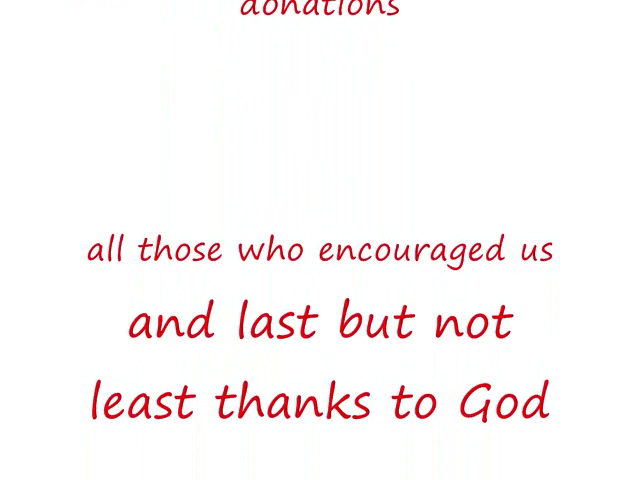 donations
all those who encouraged us
and last but not
least thanks to God